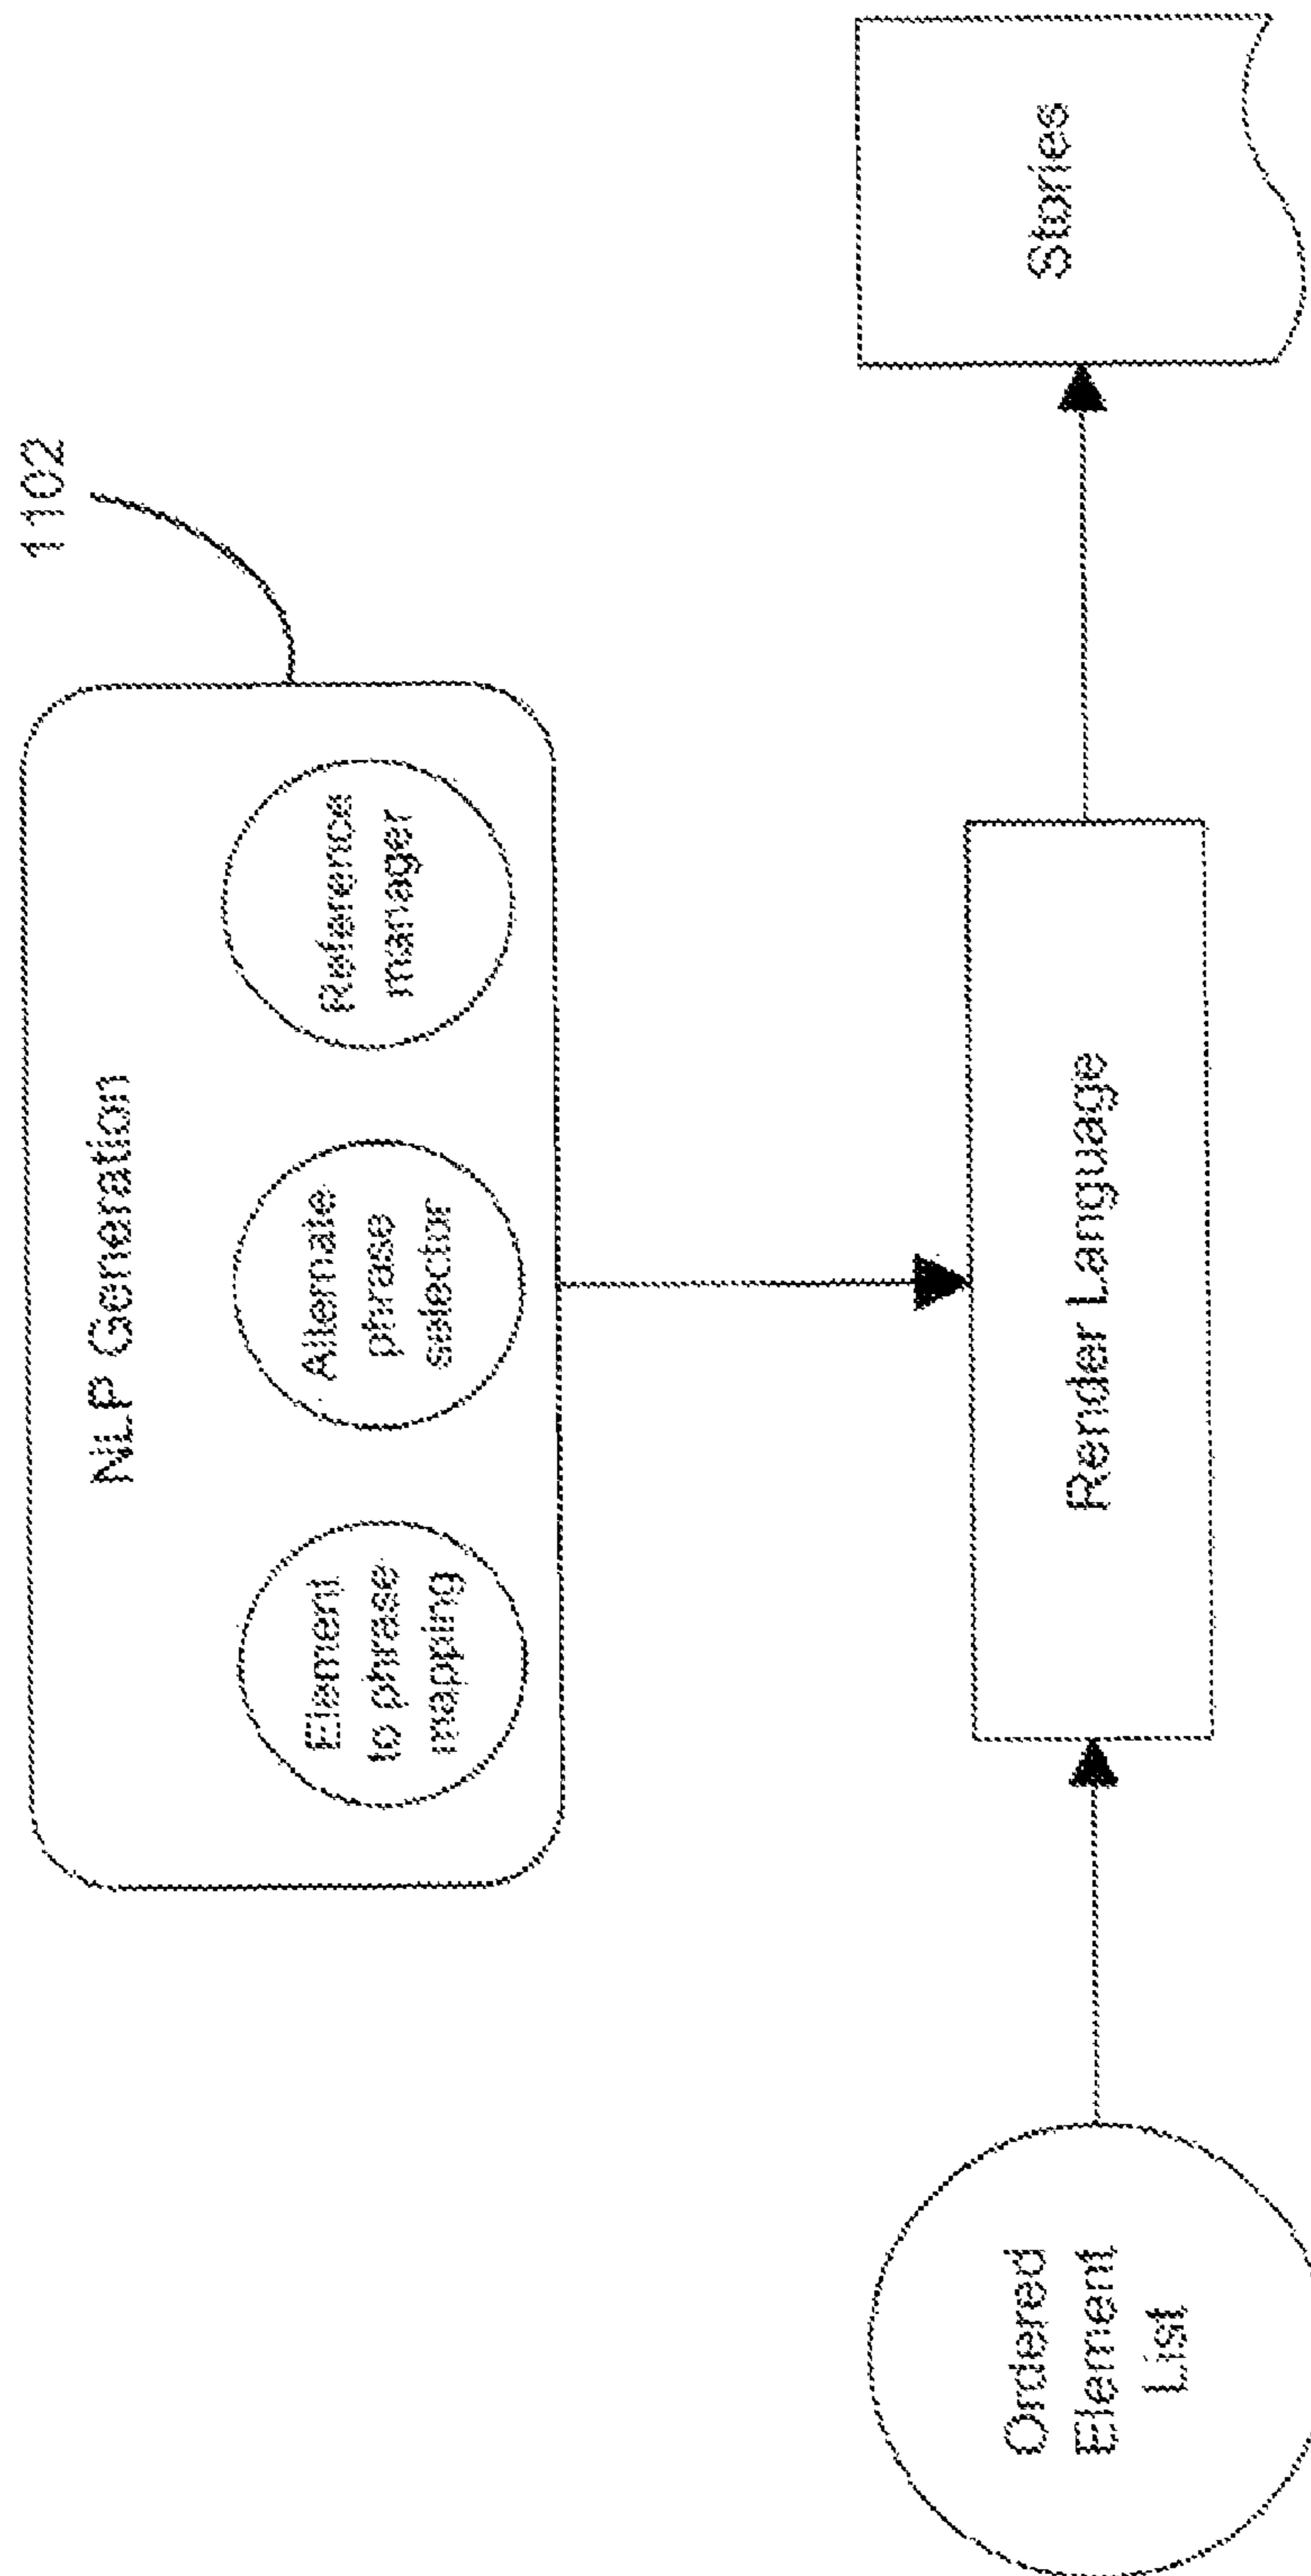 1102
NLP Generation
Element
to phrase
mapping
Alternate
phrase
selector
Reference
manager
Ordered
Element
List
Render Language
Stories